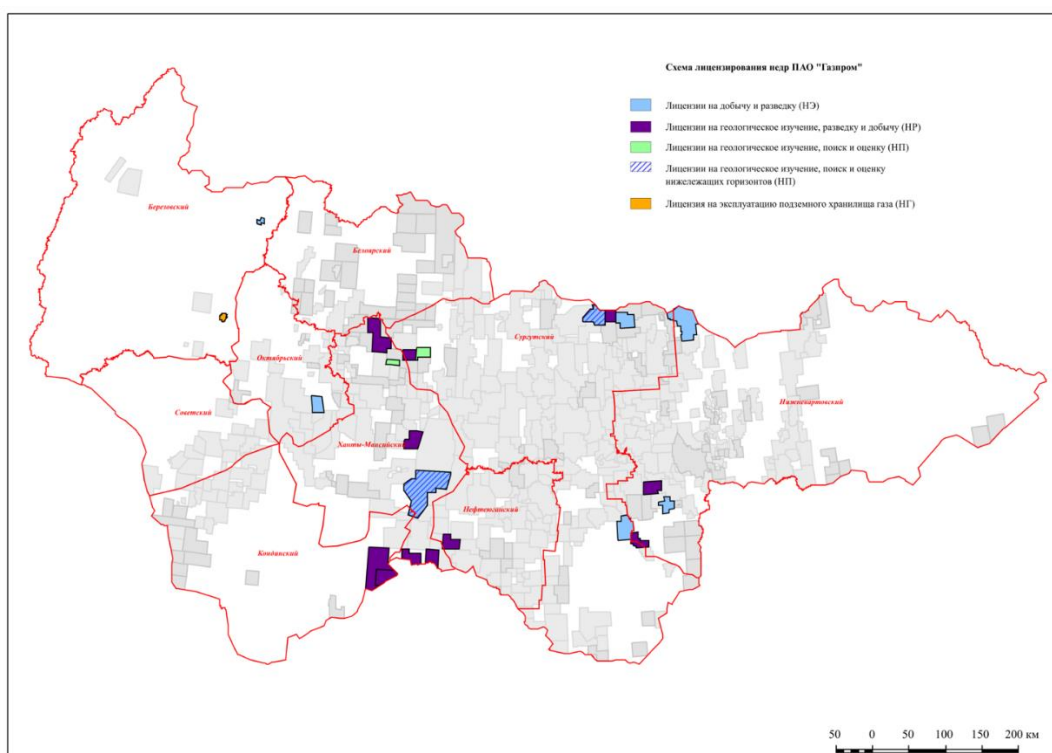 Схема лицензирования недр ПАО "Газпром"
Лицензии на добычу и разведку (НЭ)
Лицензии на геологическое изучение, разведку и добычу (НР)
Лицензии на геологическое изучение, поиск и оценку (НП)
Лицензии на геологическое изучение, поиск и оценку
нижележащих горизонтов (НП)
Лицензия на эксплуатацию подземного хранилища газа (НГ)
Березовский
Белоярский
Сургутский
Октябрьский
Нижневартовский
Советский
Ханты-Мансийский
Нефтеюганский
Кондинский
50 0 50 100 150 200 км